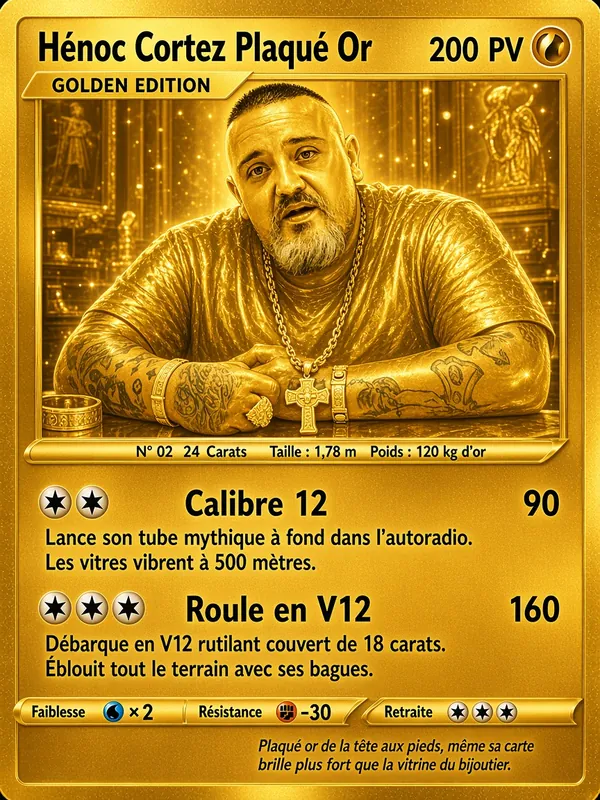 Hénoc Cortez Plaqué Or 200 PV
GOLDEN EDITION
N° 02 24 Carats Taille : 1,78 m Poids : 120 kg d'or
Calibre 12 90
Lance son tube mythique à fond dans l'autoradio.
Les vitres vibrent à 500 mètres.
Roule en V12 160
Débarque en V12 rutilant couvert de 18 carats.
Éblouit tout le terrain avec ses bagues.
Faiblesse ×2 Résistance -30 Retraite
Plaqué or de la tête aux pieds, même sa carte
brille plus fort que la vitrine du bijoutier.